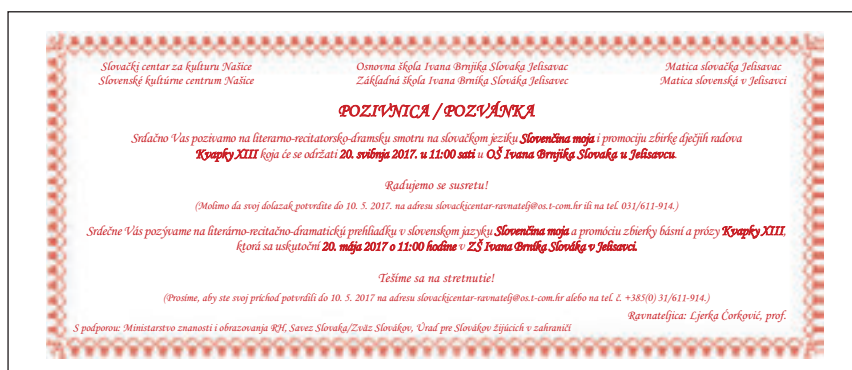 Slovački centar za kulturu Našice
Slovenské kultúrne centrum Našice
Osnovna škola Ivana Brnjika Slovaka Jelisavac
Základná škola Ivana Brníka Slováka Jelisavec
Matica slovačka Jelisavac
Matica slovenská v Jelisavci
POZIVNICA / POZVÁNKA
Srdačno Vas pozivamo na literarno-recitatorsko-dramsku smotru na slovačkom jeziku Slovenčina moja i promociju zbirke dječjih radova
Kvapky XIII koja će se održati 20. svibnja 2017. u 11:00 sati u OŠ Ivana Brnjika Slovaka u Jelisavcu.
Radujemo se susretu!
(Molimo da svoj dolazak potvrdite do 10. 5. 2017. na adresu slovackicentar-ravnatelj@os.t-com.hr ili na tel. 031/611-914.)
Srdečne Vás pozývame na literárno-recitačno-dramatickú prehliadku v slovenskom jazyku Slovenčina moja a promóciu zbierky básní a prózy Kvapky XIII,
ktorá sa uskutoční 20. mája 2017 o 11:00 hodine v ZŠ Ivana Brníka Slováka v Jelisavci.
Tešíme sa na stretnutie!
(Prosíme, aby ste svoj príchod potvrdili do 10. 5. 2017 na adresu slovackicentar-ravnatelj@os.t-com.hr alebo na tel. č. +385(0) 31/611-914.)
Ravnateljica: Ljerka Ćorković, prof.
S podporou: Ministarstvo znanosti i obrazovanja RH, Savez Slovaka/Zväz Slovákov, Úrad pre Slovákov žijúcich v zahraničí